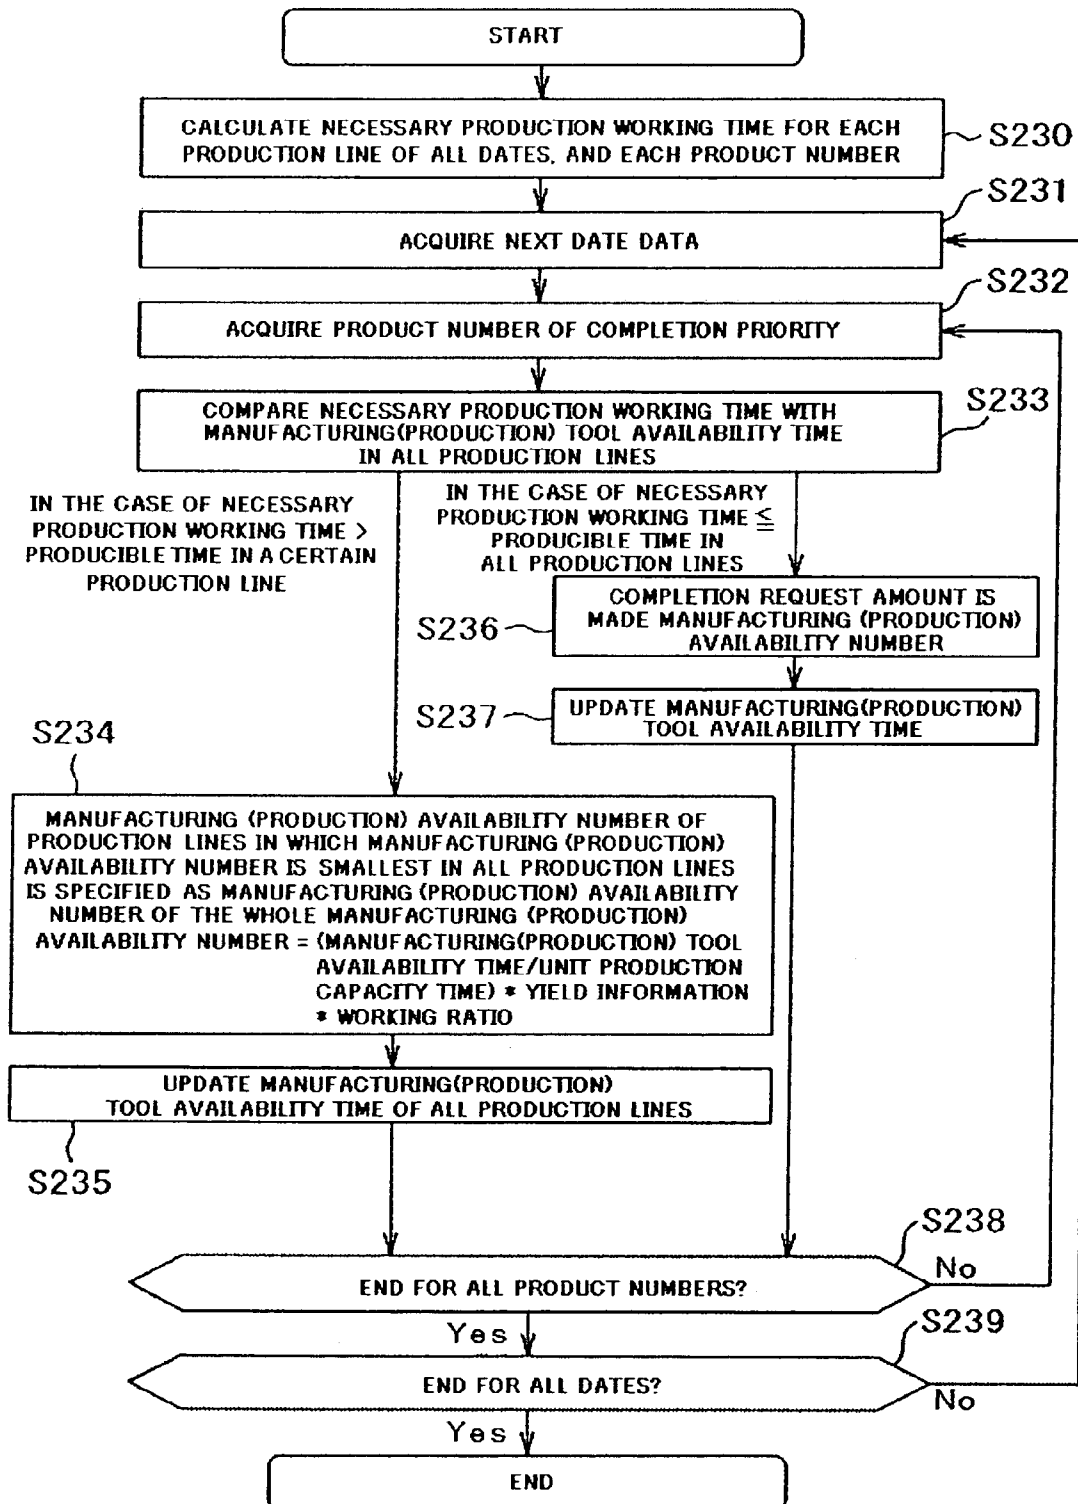 START
CALCULATE NECESSARY PRODUCTION WORKING TIME FOR EACH
PRODUCTION LINE OF ALL DATES, AND EACH PRODUCT NUMBER
S230
S231
ACQUIRE NEXT DATE DATA
S232
ACQUIRE PRODUCT NUMBER OF COMPLETION PRIORITY
S233
COMPARE NECESSARY PRODUCTION WORKING TIME WITH
MANUFACTURING(PRODUCTION) TOOL AVAILABILITY TIME
IN ALL PRODUCTION LINES
IN THE CASE OF NECESSARY
PRODUCTION WORKING TIME >
PRODUCIBLE TIME IN A CERTAIN
PRODUCTION LINE
IN THE CASE OF NECESSARY
PRODUCTION WORKING TIME ≦
PRODUCIBLE TIME IN
ALL PRODUCTION LINES
S236
COMPLETION REQUEST AMOUNT IS
MADE MANUFACTURING (PRODUCTION)
AVAILABILITY NUMBER
S237
UPDATE MANUFACTURING(PRODUCTION)
TOOL AVAILABILITY TIME
S234
MANUFACTURING (PRODUCTION) AVAILABILITY NUMBER OF
PRODUCTION LINES IN WHICH MANUFACTURING (PRODUCTION)
AVAILABILITY NUMBER IS SMALLEST IN ALL PRODUCTION LINES
IS SPECIFIED AS MANUFACTURING (PRODUCTION) AVAILABILITY
NUMBER OF THE WHOLE MANUFACTURING (PRODUCTION)
AVAILABILITY NUMBER = (MANUFACTURING(PRODUCTION) TOOL
AVAILABILITY TIME/UNIT PRODUCTION
CAPACITY TIME) * YIELD INFORMATION
* WORKING RATIO
UPDATE MANUFACTURING(PRODUCTION)
TOOL AVAILABILITY TIME OF ALL PRODUCTION LINES
S235
S238
END FOR ALL PRODUCT NUMBERS?
No
Yes
S239
END FOR ALL DATES?
No
Yes
END